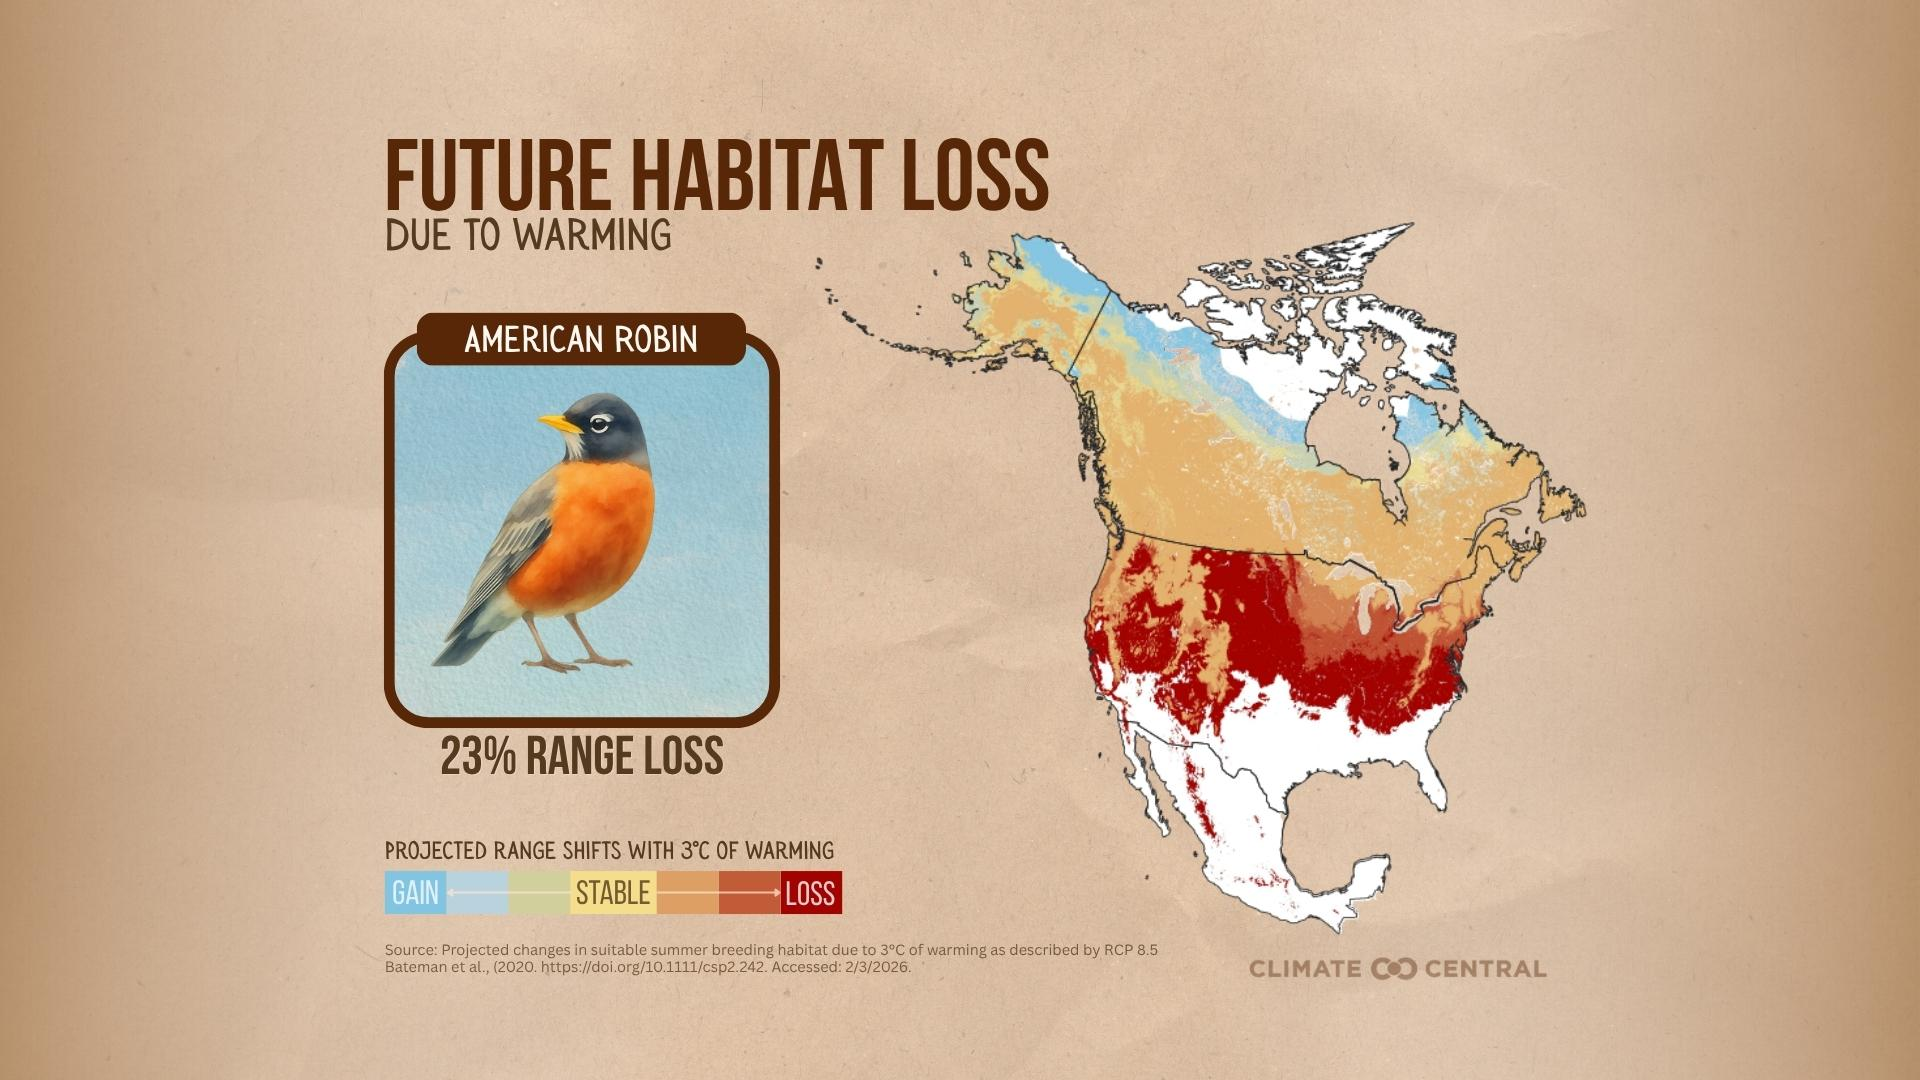 FUTURE HABITAT LOSS
DUE TO WARMING
AMERICAN ROBIN
23% RANGE LOSS
PROJECTED RANGE SHIFTS WITH 3°C OF WARMING
GAIN STABLE LOSS
Source: Projected changes in suitable summer breeding habitat due to 3°C of warming as described by RCP 8.5
Bateman et al., (2020. https://doi.org/10.1111/csp2.242. Accessed: 2/3/2026.
CLIMATE CENTRAL